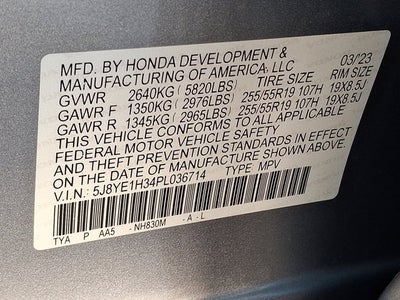 MFD. BY HONDA DEVELOPMENT &
MANUFACTURING OF AMERICA, LLC 03/23
GVWR 2640KG ( 5820LBS) TIRE SIZE RIM SIZE
GAWR F 1350KG ( 2976LBS) 255/55R19 107H 19X8.5J
GAWR R 1345KG ( 2965LBS) 255/55R19 107H 19X8.5J
THIS VEHICLE CONFORMS TO ALL APPLICABLE
FEDERAL MOTOR VEHICLE SAFETY
AND THEFT PREVENTION STANDARDS IN EFFECT
ON THE DATE OF MANUFACTURE SHOWN ABOVE.
V.I.N.: 5J8YE1H34PL036714 TYPE: MPV
TYA P AA5 -NH830M -A-L